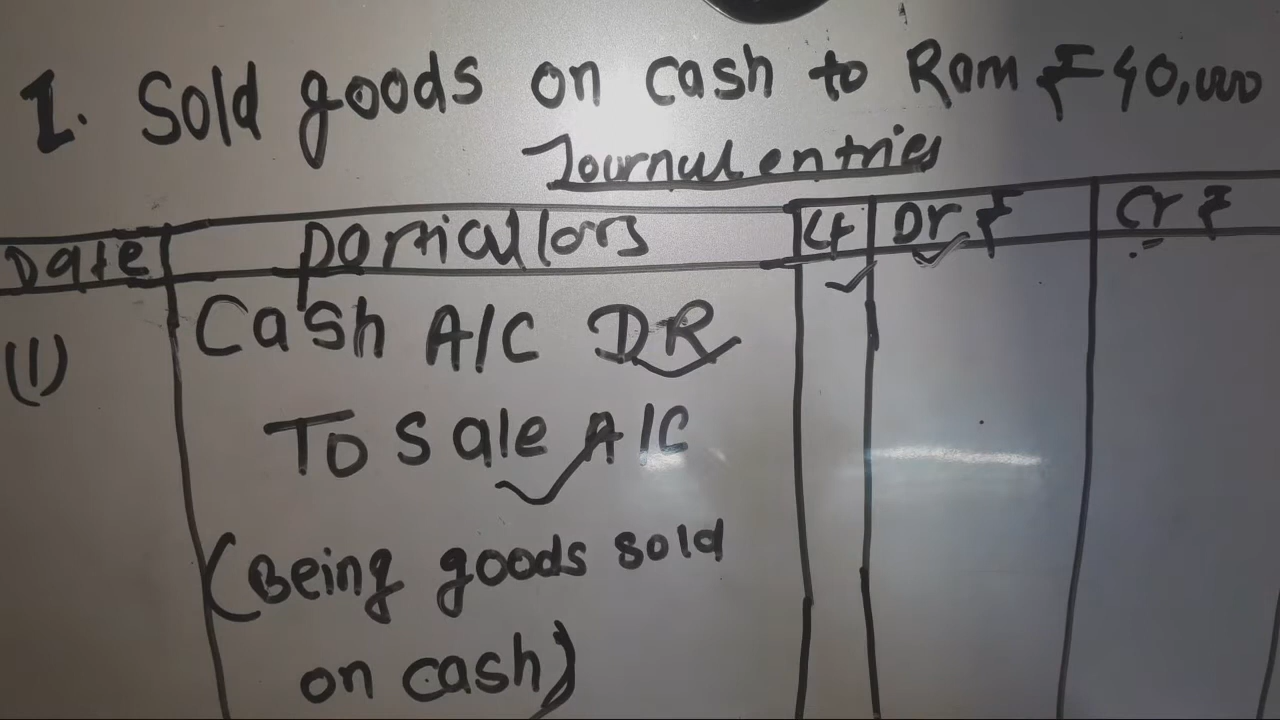 1. Sold goods on cash to Ram ₹ 40,000
Journal entries
Date particullors Lf Dr ₹ Cr ₹
(1) Cash A/C DR
To Sale A/C
(Being goods sold
on cash)